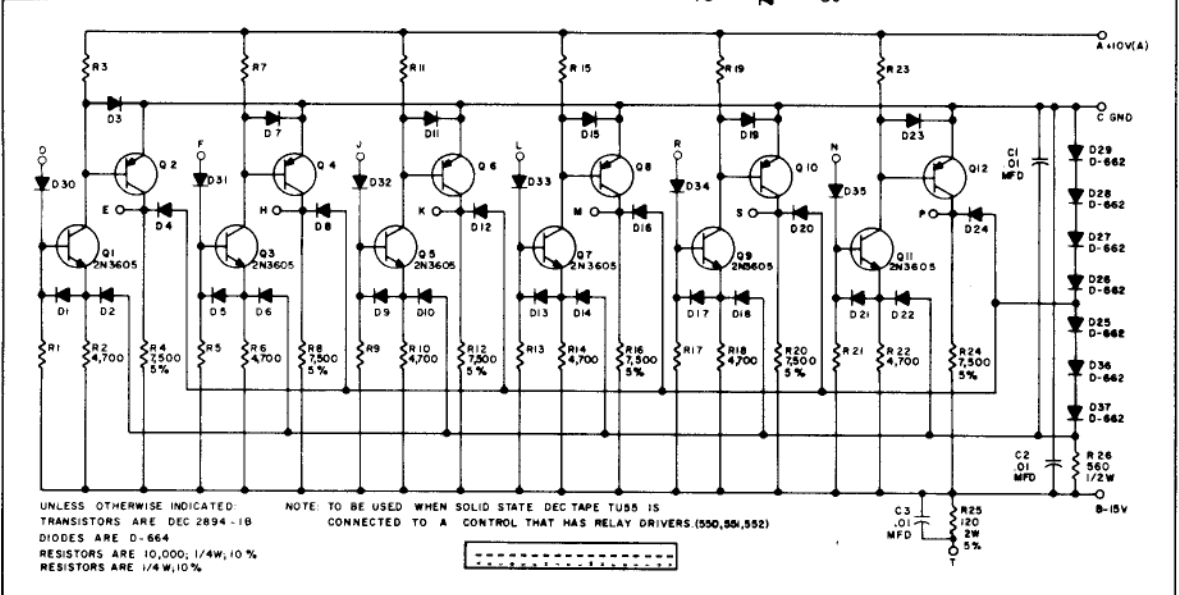 A +10V(A)
R3
R7
R11
R15
R19
R23
C GND
D3
D7
D11
D15
D19
D23
D
F
J
L
R
N
Q2
Q4
Q6
Q8
Q10
Q12
C1
.01
MFD
D29
D-662
D28
D-662
D27
D-662
D26
D-662
D25
D-662
D36
D-662
D37
D-662
D30
D31
D32
D33
D34
D35
E
H
K
M
S
P
D4
D8
D12
D16
D20
D24
Q1
2N3605
Q3
2N3605
Q5
2N3605
Q7
2N3605
Q9
2N3605
Q11
2N3605
D1
D2
D5
D6
D9
D10
D13
D14
D17
D18
D21
D22
R1
R2
4,700
R4
7,500
5%
R5
R6
4,700
R8
7,500
5%
R9
R10
4,700
R12
7,500
5%
R13
R14
4,700
R16
7,500
5%
R17
R18
4,700
R20
7,500
5%
R21
R22
4,700
R24
7,500
5%
C2
.01
MFD
R26
560
1/2W
B-15V
C3
.01
MFD
R25
120
2W
5%
T
UNLESS OTHERWISE INDICATED:
TRANSISTORS ARE DEC 2894-1B
DIODES ARE D-664
RESISTORS ARE 10,000; 1/4W; 10%
RESISTORS ARE 1/4W; 10%
NOTE: TO BE USED WHEN SOLID STATE DEC TAPE TU55 IS
CONNECTED TO A CONTROL THAT HAS RELAY DRIVERS.(550,551,552)